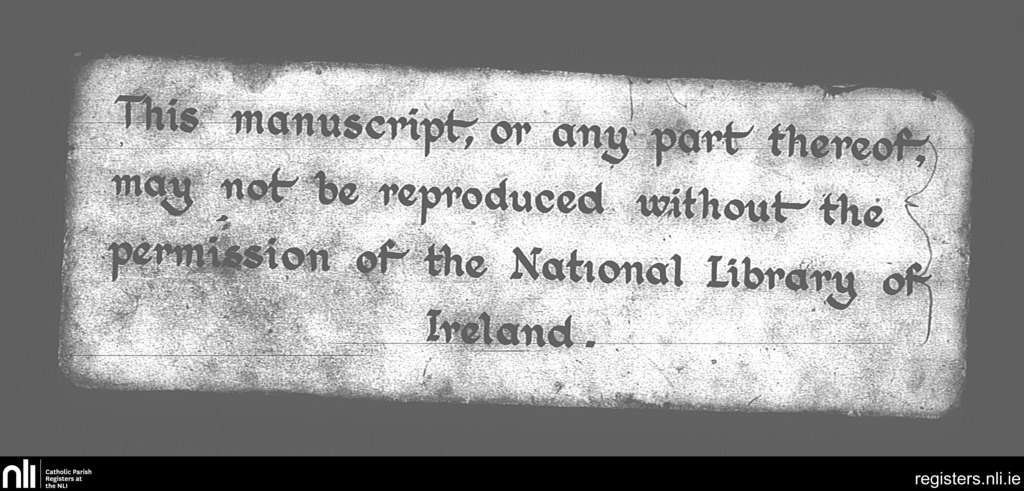 This manuscript, or any part thereof,
may not be reproduced without the
permission of the National Library of
Ireland.
nli
Catholic Parish
Registers at
the NLI
registers.nli.ie